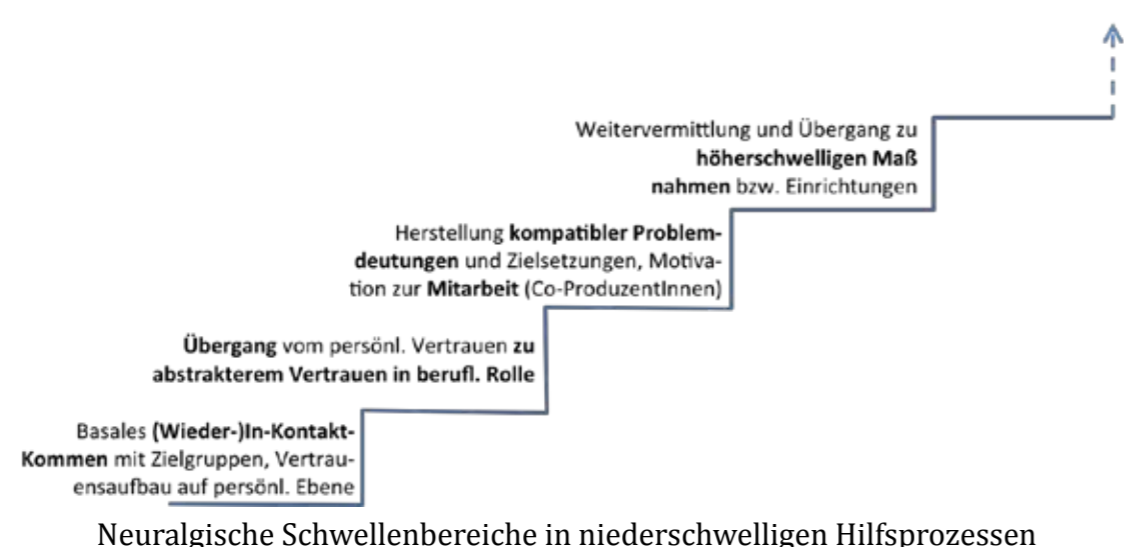 Weitervermittlung und Übergang zu
höherschwelligen Maß
nahmen bzw. Einrichtungen
Herstellung kompatibler Problem-
deutungen und Zielsetzungen, Motiva-
tion zur Mitarbeit (Co-ProduzentInnen)
Übergang vom persönl. Vertrauen zu
abstrakterem Vertrauen in berufl. Rolle
Basales (Wieder-)In-Kontakt-
Kommen mit Zielgruppen, Vertrau-
ensaufbau auf persönl. Ebene
Neuralgische Schwellenbereiche in niederschwelligen Hilfsprozessen